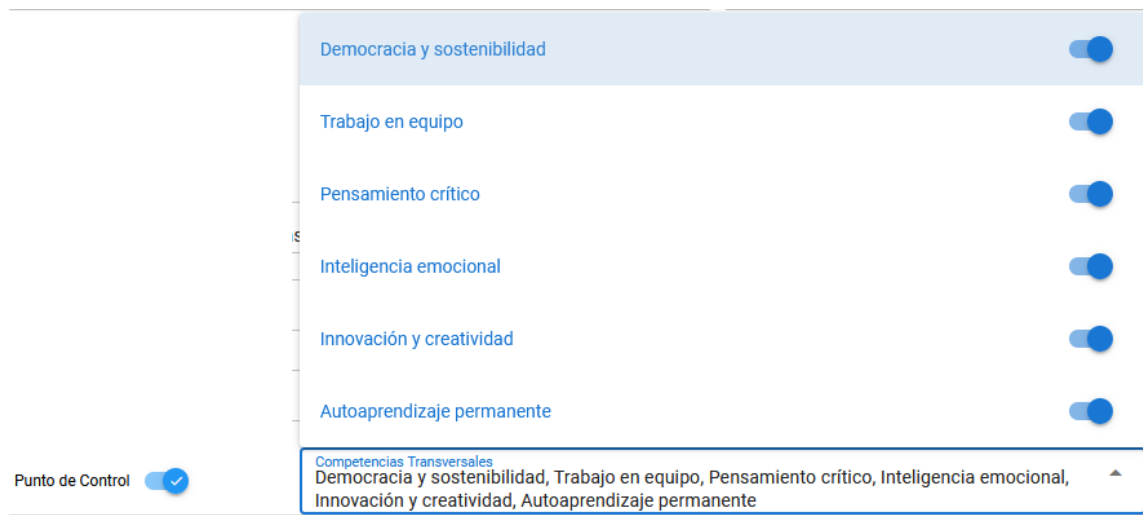 Democracia y sostenibilidad
Trabajo en equipo
Pensamiento crítico
Inteligencia emocional
Innovación y creatividad
Autoaprendizaje permanente
Punto de Control
Competencias Transversales
Democracia y sostenibilidad, Trabajo en equipo, Pensamiento crítico, Inteligencia emocional,
Innovación y creatividad, Autoaprendizaje permanente